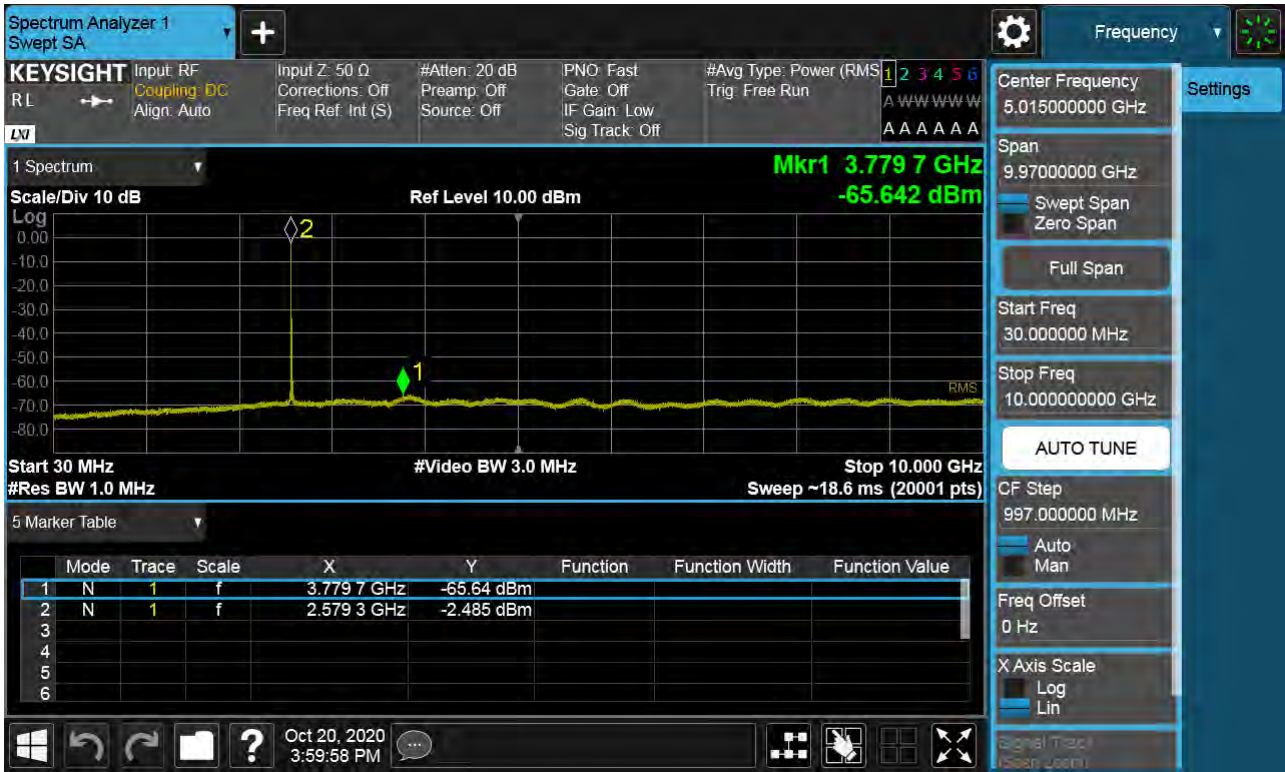 Spectrum Analyzer 1
Swept SA
+
Frequency
KEYSIGHT
RL
LXI
Input: RF
Coupling: DC
Align: Auto
Input Z: 50 Ω
Corrections: Off
Freq Ref: Int (S)
#Atten: 20 dB
Preamp: Off
Source: Off
PNO: Fast
Gate: Off
IF Gain: Low
Sig Track: Off
#Avg Type: Power (RMS
Trig: Free Run
1 2 3 4 5 6
A W W W W W
A A A A A A
1 Spectrum
Mkr1 3.779 7 GHz
Scale/Div 10 dB
Ref Level 10.00 dBm
-65.642 dBm
Log
0.00
-10.0
-20.0
-30.0
-40.0
-50.0
-60.0
-70.0
-80.0
2
1
RMS
Start 30 MHz
#Video BW 3.0 MHz
Stop 10.000 GHz
#Res BW 1.0 MHz
Sweep ~18.6 ms (20001 pts)
5 Marker Table
Mode Trace Scale X Y Function Function Width Function Value
1 N 1 f 3.779 7 GHz -65.64 dBm
2 N 1 f 2.579 3 GHz -2.485 dBm
3
4
5
6
?
Oct 20, 2020
3:59:58 PM
Center Frequency
5.015000000 GHz
Settings
Span
9.97000000 GHz
Swept Span
Zero Span
Full Span
Start Freq
30.000000 MHz
Stop Freq
10.000000000 GHz
AUTO TUNE
CF Step
997.000000 MHz
Auto
Man
Freq Offset
0 Hz
X Axis Scale
Log
Lin
Signal Track
(Span Zoom)